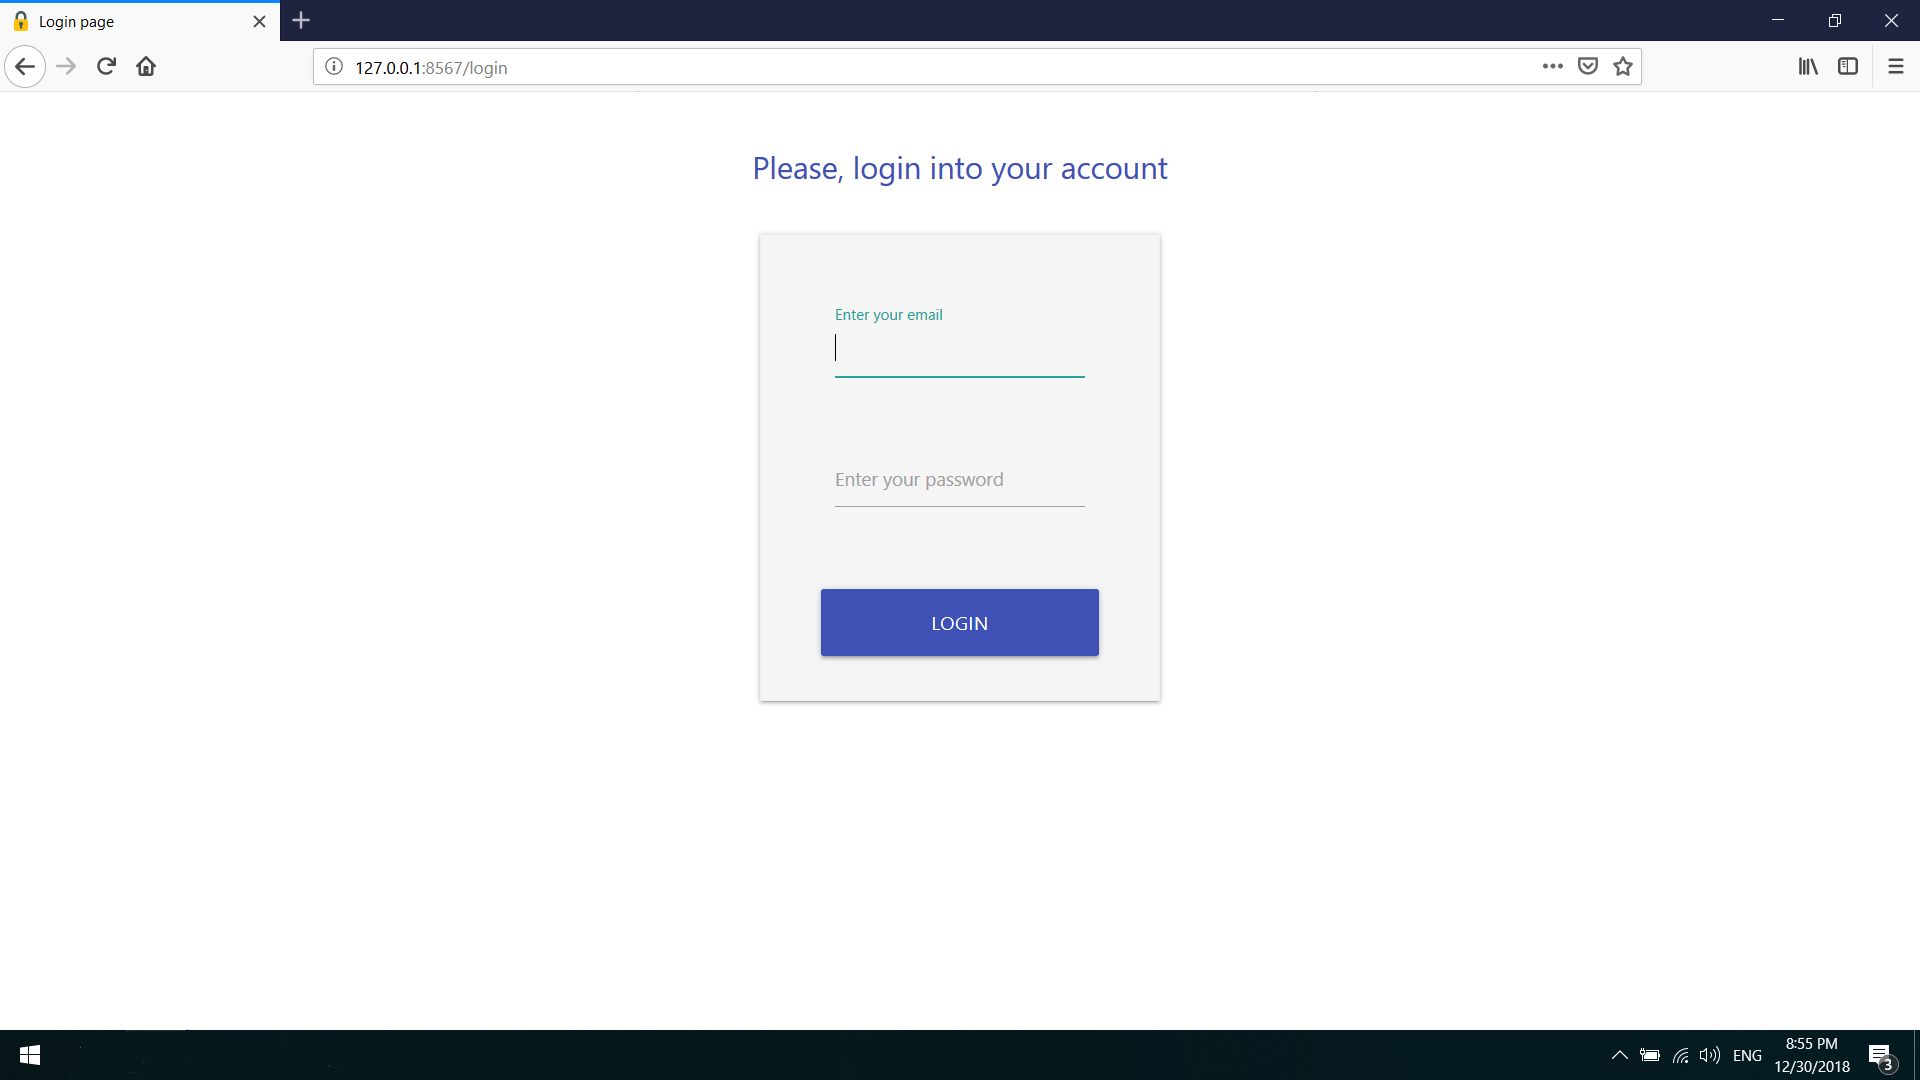 Login page
127.0.0.1:8567/login
Please, login into your account
Enter your email
Enter your password
LOGIN
ENG
8:55 PM
12/30/2018
3